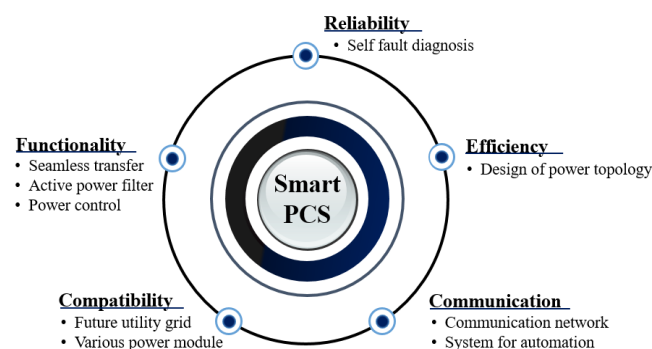 Reliability
• Self fault diagnosis
Functionality
• Seamless transfer
• Active power filter
• Power control
Efficiency
• Design of power topology
Smart
PCS
Compatibility
• Future utility grid
• Various power module
Communication
• Communication network
• System for automation